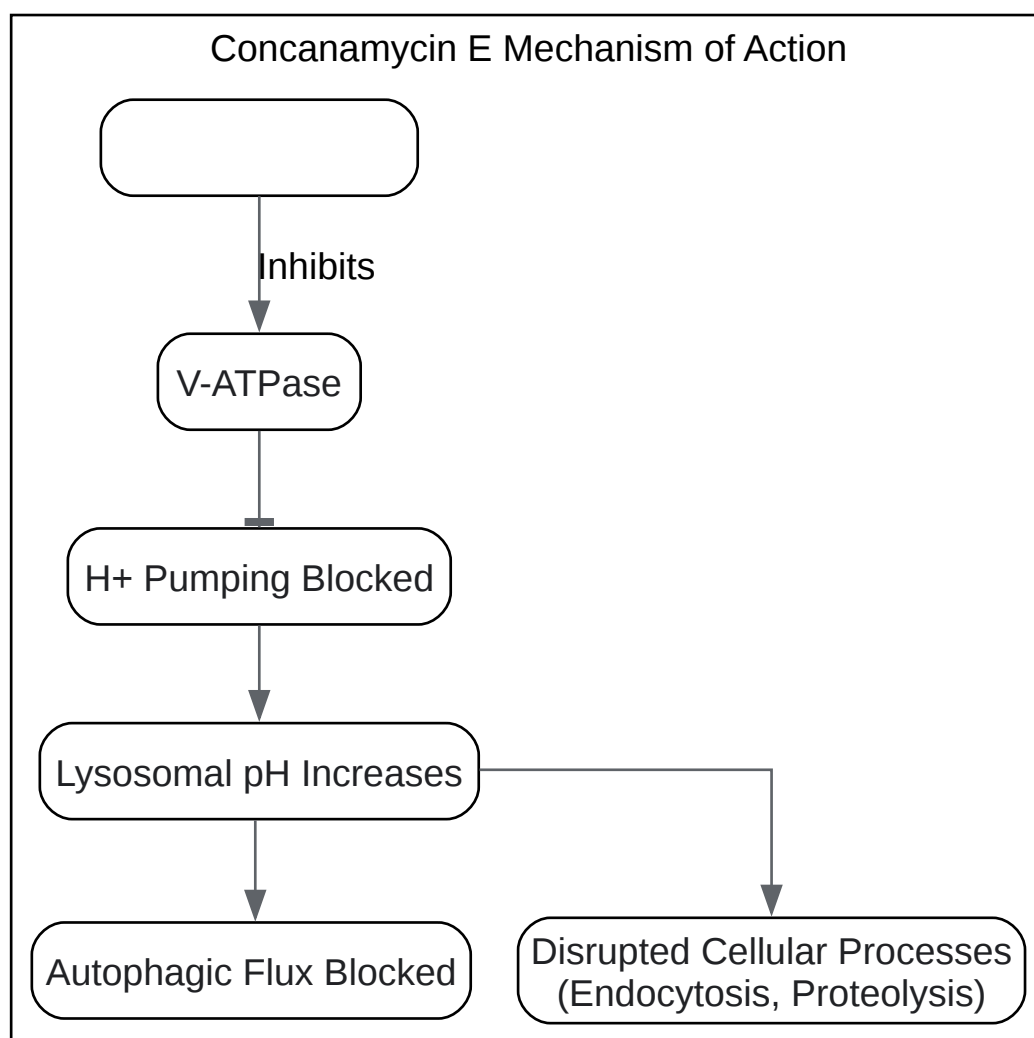 Concanamycin E Mechanism of Action
Inhibits
V-ATPase
H+ Pumping Blocked
Lysosomal pH Increases
Autophagic Flux Blocked
Disrupted Cellular Processes
(Endocytosis, Proteolysis)